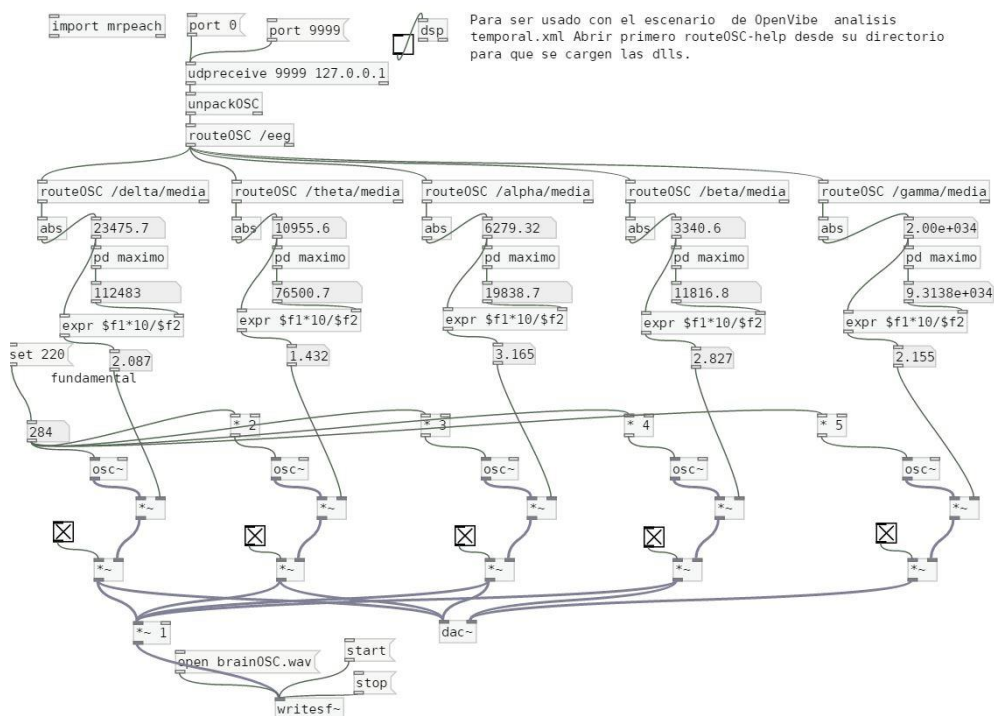 import mrpeach
port 0
port 9999
dsp
Para ser usado con el escenario de OpenVibe analisis
temporal.xml Abrir primero routeOSC-help desde su directorio
para que se cargen las dlls.
udpreceive 9999 127.0.0.1
unpackOSC
routeOSC /eeg
routeOSC /delta/media
routeOSC /theta/media
routeOSC /alpha/media
routeOSC /beta/media
routeOSC /gamma/media
abs
23475.7
abs
10955.6
abs
6279.32
abs
3340.6
abs
2.00e+034
pd maximo
pd maximo
pd maximo
pd maximo
pd maximo
112483
76500.7
19838.7
11816.8
9.3138e+034
expr $f1*10/$f2
expr $f1*10/$f2
expr $f1*10/$f2
expr $f1*10/$f2
expr $f1*10/$f2
set 220
2.087
1.432
3.165
2.827
2.155
fundamental
284
* 2
* 3
* 4
* 5
osc~
osc~
osc~
osc~
osc~
*~
*~
*~
*~
*~
*~
*~
*~
*~
*~
*~ 1
dac~
open brainOSC.wav
start
stop
writesf~